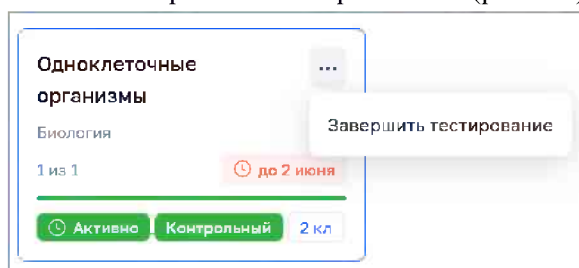 Одноклеточные
организмы
...
Завершить тестирование
Биология
1 из 1
до 2 июня
Активно
Контрольный
2 кл